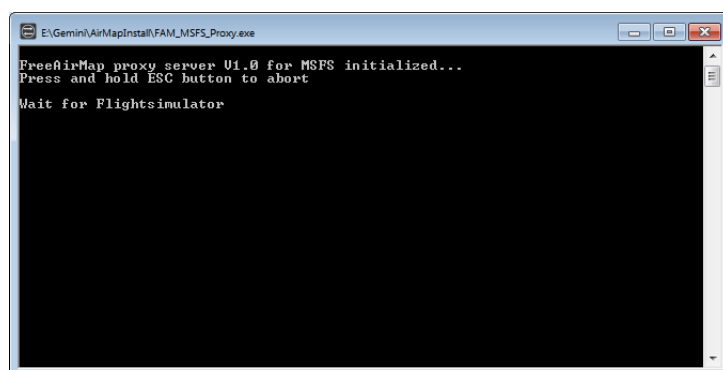 E:\Gemini\AirMapInstall\FAM_MSFS_Proxy.exe
FreeAirMap proxy server V1.0 for MSFS initialized...
Press and hold ESC button to abort
Wait for Flightsimulator